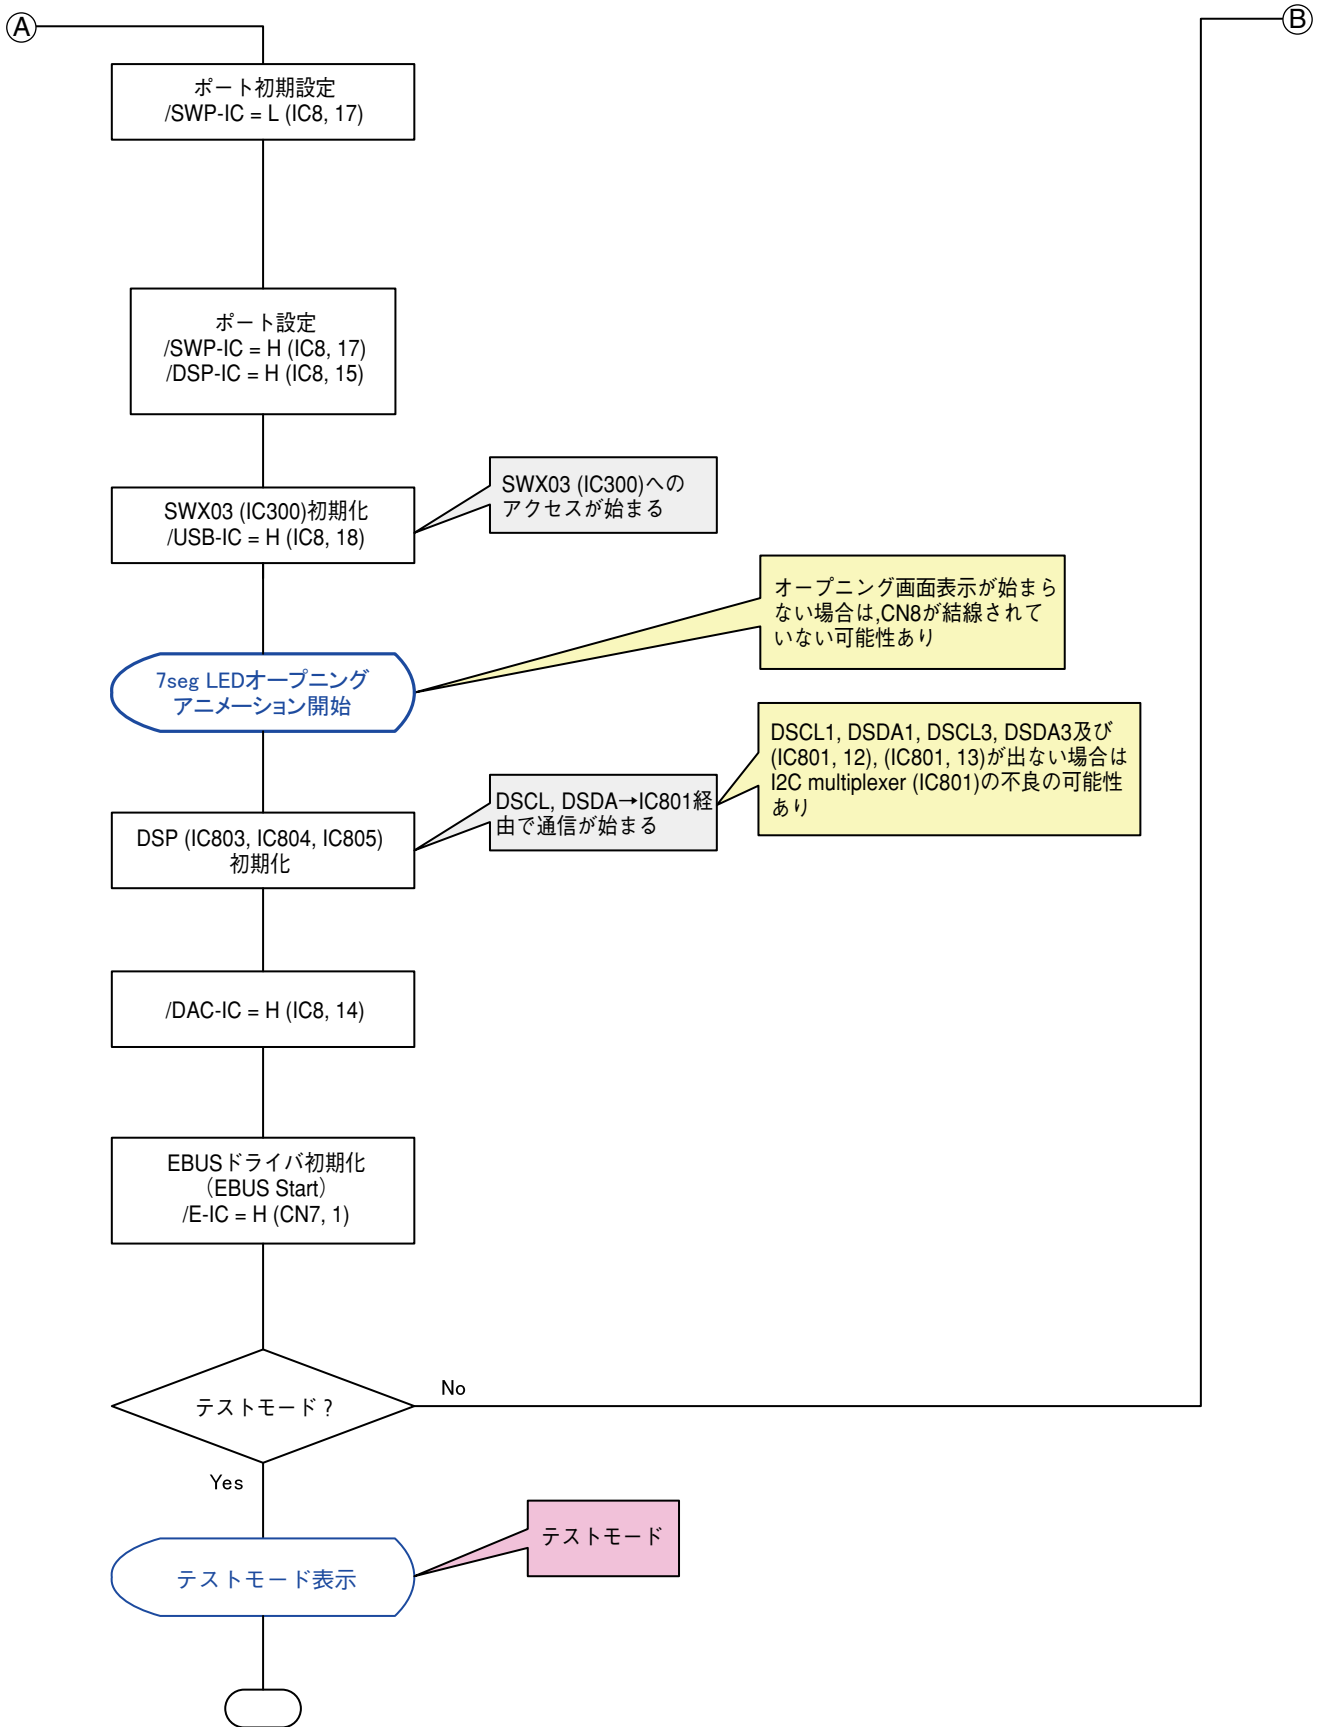 A
B
ポート初期設定
/SWP-IC = L (IC8, 17)
ポート設定
/SWP-IC = H (IC8, 17)
/DSP-IC = H (IC8, 15)
SWX03 (IC300)初期化
/USB-IC = H (IC8, 18)
SWX03 (IC300)への
アクセスが始まる
オープニング画面表示が始まら
ない場合は,CN8が結線されて
いない可能性あり
7seg LEDオープニング
アニメーション開始
DSCL1, DSDA1, DSCL3, DSDA3及び
(IC801, 12), (IC801, 13)が出ない場合は
I2C multiplexer (IC801)の不良の可能性
あり
DSCL, DSDA→IC801経
由で通信が始まる
DSP (IC803, IC804, IC805)
初期化
/DAC-IC = H (IC8, 14)
EBUSドライバ初期化
（EBUS Start）
/E-IC = H (CN7, 1)
テストモード？
No
Yes
テストモード
テストモード表示